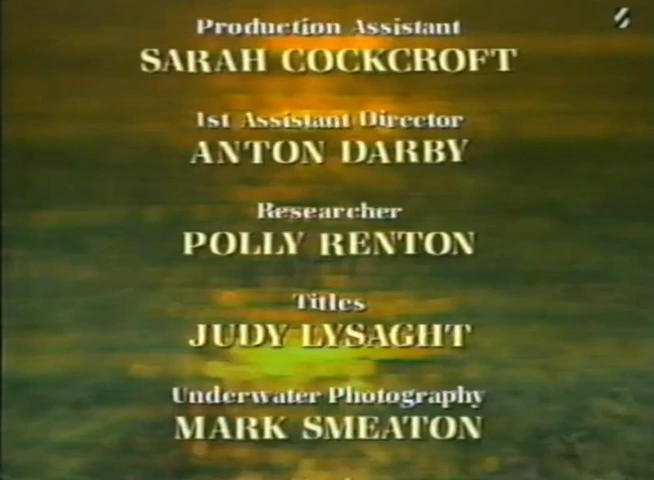 Production Assistant
SARAH COCKCROFT
1st Assistant Director
ANTON DARBY
Researcher
POLLY RENTON
Titles
JUDY LYSAGHT
Underwater Photography
MARK SMEATON